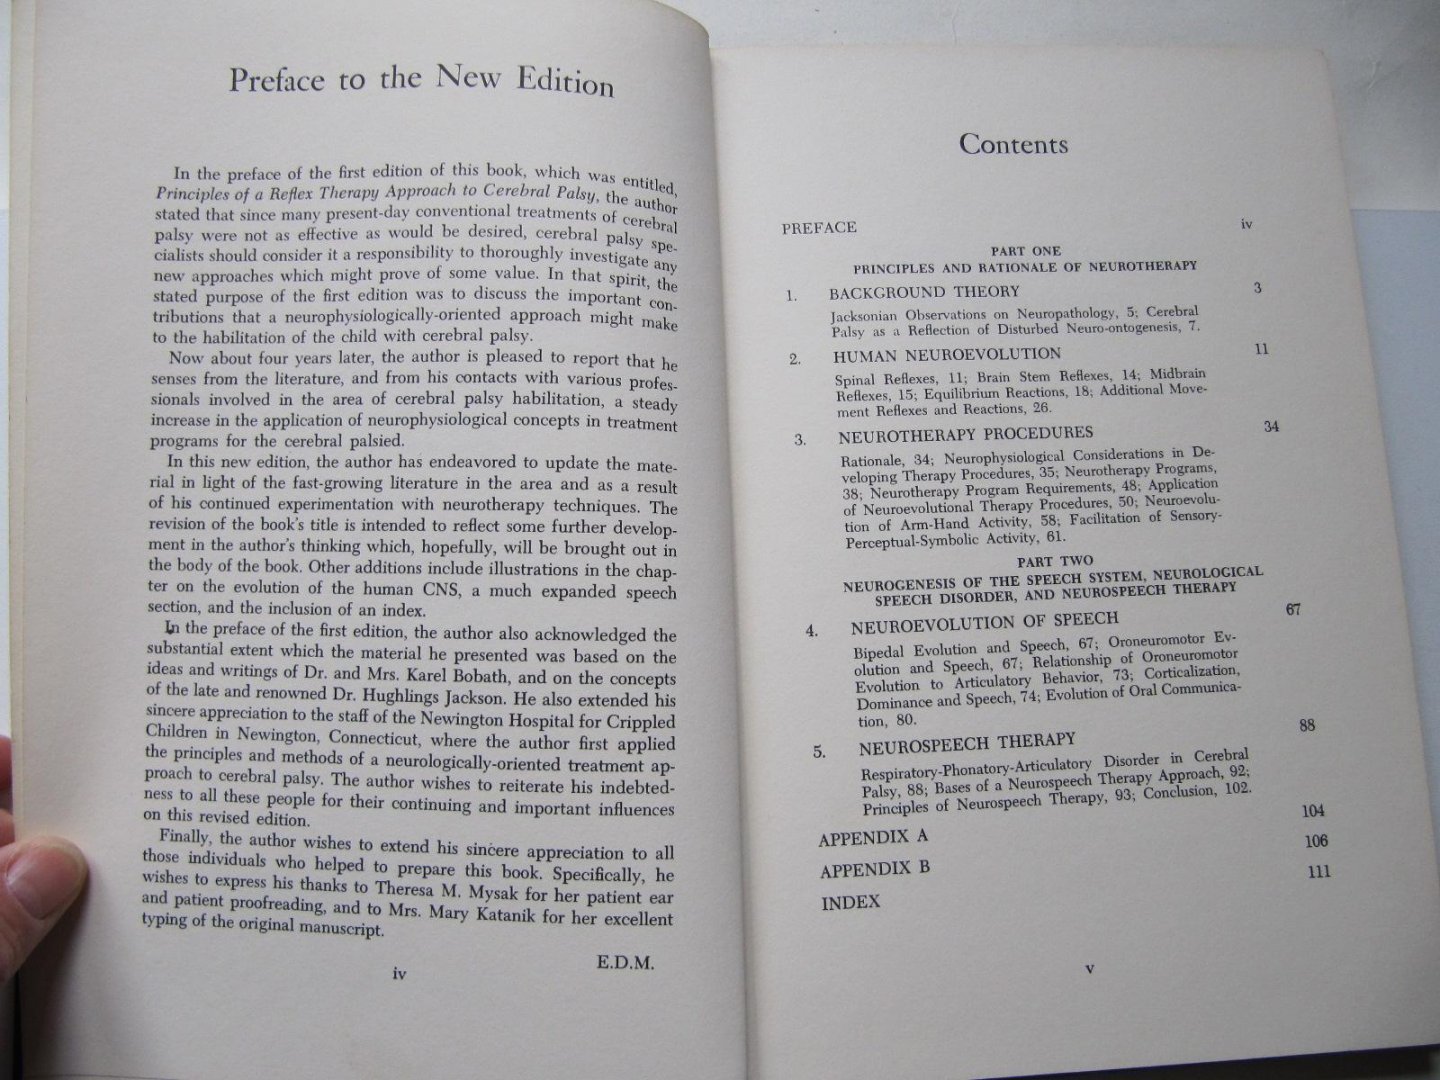 Preface to the New Edition
In the preface of the first edition of this book, which was entitled,
Principles of a Reflex Therapy Approach to Cerebral Palsy, the author
stated that since many present-day conventional treatments of cerebral
palsy were not as effective as would be desired, cerebral palsy spe-
cialists should consider it a responsibility to thoroughly investigate any
new approaches which might prove of some value. In that spirit, the
stated purpose of the first edition was to discuss the important con-
tributions that a neurophysiologically-oriented approach might make
to the habilitation of the child with cerebral palsy.
Now about four years later, the author is pleased to report that he
senses from the literature, and from his contacts with various profes-
sionals involved in the area of cerebral palsy habilitation, a steady
increase in the application of neurophysiological concepts in treatment
programs for the cerebral palsied.
In this new edition, the author has endeavored to update the mate-
rial in light of the fast-growing literature in the area and as a result
of his continued experimentation with neurotherapy techniques. The
revision of the book's title is intended to reflect some further develop-
ment in the author's thinking which, hopefully, will be brought out in
the body of the book. Other additions include illustrations in the chap-
ter on the evolution of the human CNS, a much expanded speech
section, and the inclusion of an index.
In the preface of the first edition, the author also acknowledged the
substantial extent which the material he presented was based on the
ideas and writings of Dr. and Mrs. Karel Bobath, and on the concepts
of the late and renowned Dr. Hughlings Jackson. He also extended his
sincere appreciation to the staff of the Newington Hospital for Crippled
Children in Newington, Connecticut, where the author first applied
the principles and methods of a neurologically-oriented treatment ap-
proach to cerebral palsy. The author wishes to reiterate his indebted-
ness to all these people for their continuing and important influences
on this revised edition.
Finally, the author wishes to extend his sincere appreciation to all
those individuals who helped to prepare this book. Specifically, he
wishes to express his thanks to Theresa M. Mysak for her patient ear
and patient proofreading, and to Mrs. Mary Katanik for her excellent
typing of the original manuscript.
E.D.M.
iv
Contents
PREFACE iv
PART ONE
PRINCIPLES AND RATIONALE OF NEUROTHERAPY
1. BACKGROUND THEORY 3
Jacksonian Observations on Neuropathology, 5; Cerebral
Palsy as a Reflection of Disturbed Neuro-ontogenesis, 7.
2. HUMAN NEUROEVOLUTION 11
Spinal Reflexes, 11; Brain Stem Reflexes, 14; Midbrain
Reflexes, 15; Equilibrium Reactions, 18; Additional Move-
ment Reflexes and Reactions, 26.
3. NEUROTHERAPY PROCEDURES 34
Rationale, 34; Neurophysiological Considerations in De-
veloping Therapy Procedures, 35; Neurotherapy Programs,
38; Neurotherapy Program Requirements, 48; Application
of Neuroevolutional Therapy Procedures, 50; Neuroevolu-
tion of Arm-Hand Activity, 58; Facilitation of Sensory-
Perceptual-Symbolic Activity, 61.
PART TWO
NEUROGENESIS OF THE SPEECH SYSTEM, NEUROLOGICAL
SPEECH DISORDER, AND NEUROSPEECH THERAPY
4. NEUROEVOLUTION OF SPEECH 67
Bipedal Evolution and Speech, 67; Oroneuromotor Ev-
olution and Speech, 67; Relationship of Oroneuromotor
Evolution to Articulatory Behavior, 73; Corticalization,
Dominance and Speech, 74; Evolution of Oral Communica-
tion, 80.
5. NEUROSPEECH THERAPY 88
Respiratory-Phonatory-Articulatory Disorder in Cerebral
Palsy, 88; Bases of a Neurospeech Therapy Approach, 92;
Principles of Neurospeech Therapy, 93; Conclusion, 102.
APPENDIX A 104
APPENDIX B 106
INDEX 111
v